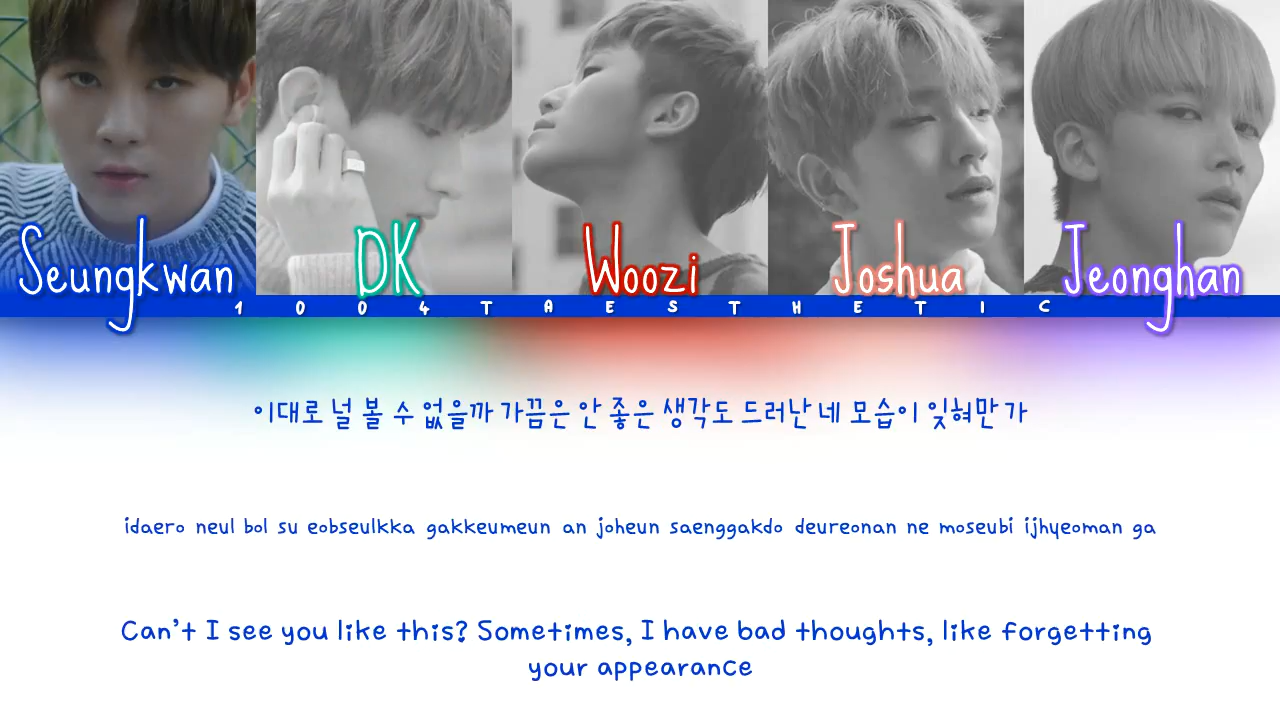 Seungkwan DK Woozi Joshua Jeonghan
1004TAESTHETIC
이대로 널 볼 수 없을까 가끔은 안 좋은 생각도 드러난 네 모습이 잊혀만 가
idaero neul bol su eobseulkka gakkeumeun an joheun saenggakdo deureonan ne moseubi ijhyeoman ga
Can't I see you like this? Sometimes, I have bad thoughts, like forgetting
your appearance